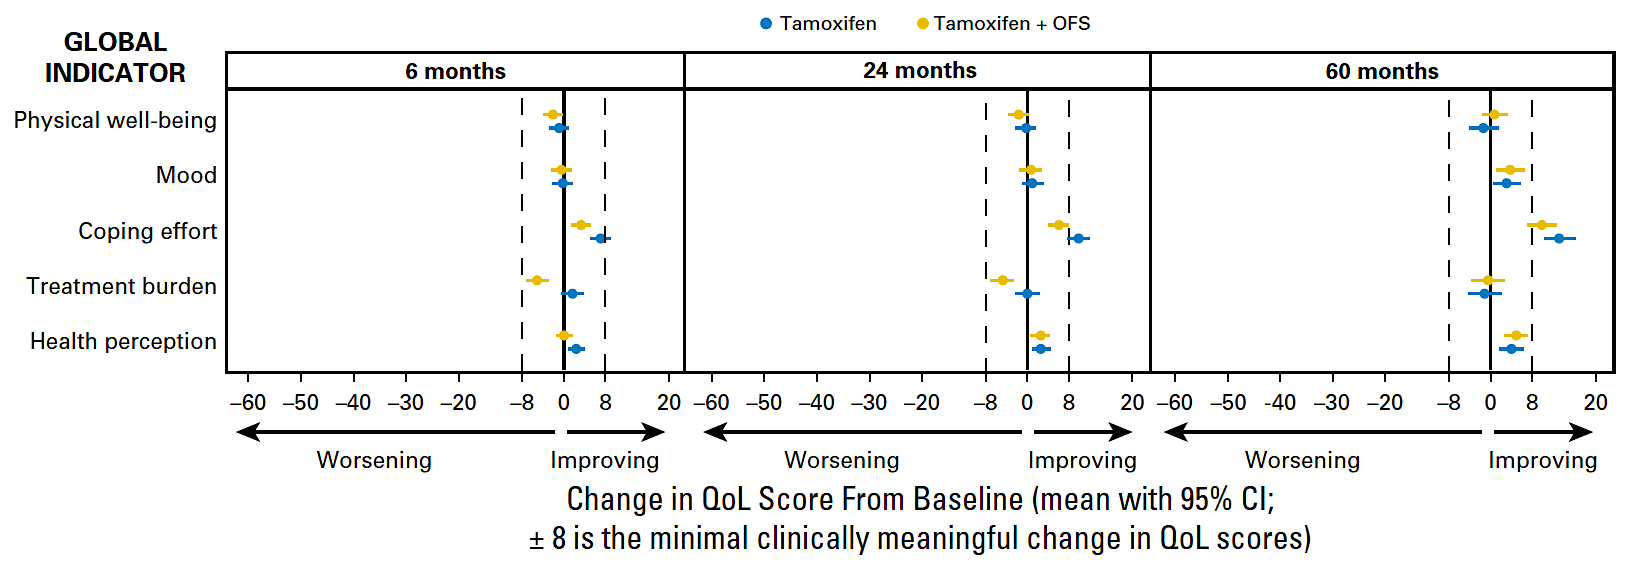 Tamoxifen Tamoxifen + OFS
GLOBAL
INDICATOR
6 months 24 months 60 months
Physical well-being
Mood
Coping effort
Treatment burden
Health perception
–60 –50 –40 –30 –20 –8 0 8 20 –60 –50 –40 –30 –20 –8 0 8 20 –60 –50 -40 –30 –20 –8 0 8 20
Worsening Improving Worsening Improving Worsening Improving
Change in QoL Score From Baseline (mean with 95% CI;
± 8 is the minimal clinically meaningful change in QoL scores)